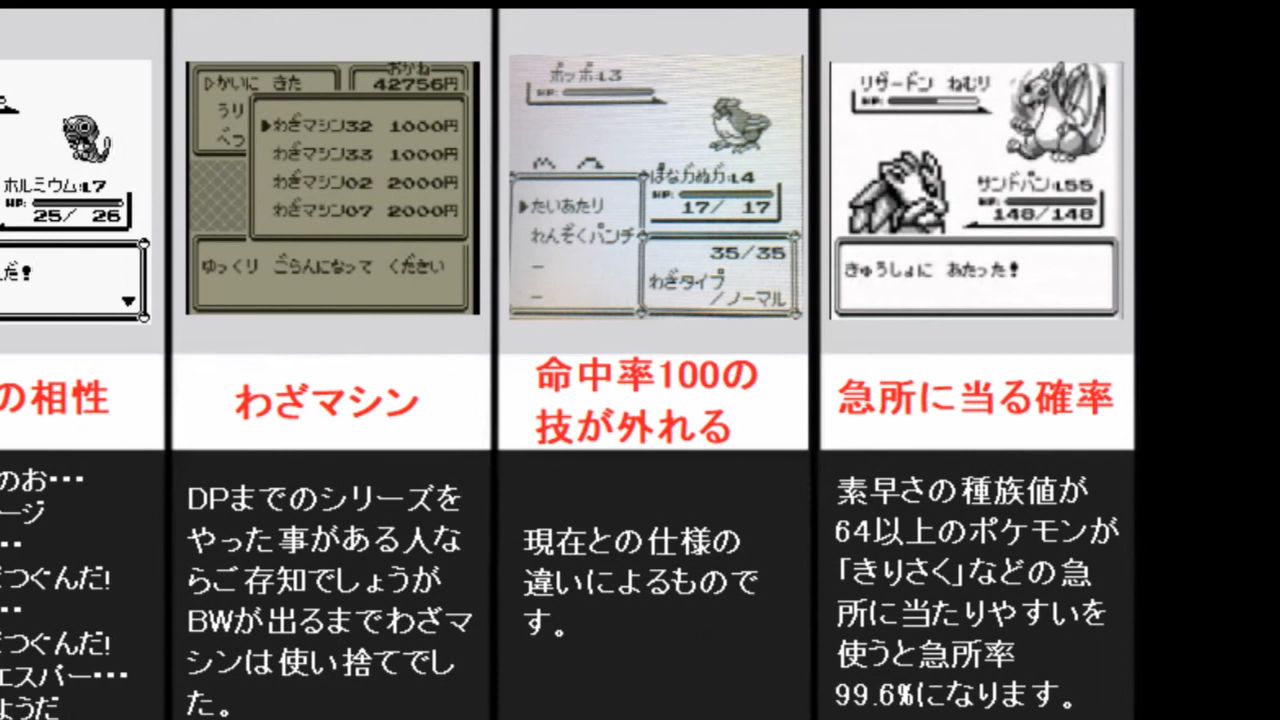 ホルミウム:L7
HP:
25/ 26
だ!
の相性
のお…
ージ
…
つぐんだ!
…
つぐんだ!
エスパー…
ようだ
▷かいに きた
おかね
42756円
うり
べつ
▶わざマシン32 1000円
わざマシン33 1000円
わざマシン02 2000円
わざマシン07 2000円
ゆっくり ごらんになって ください
わざマシン
DPまでのシリーズを
やった事がある人な
らご存知でしょうが
BWが出るまでわざマ
シンは使い捨てでし
た。
ポッポ:L3
HP:
:L4
HP:
17/ 17
▶たいあたり
れんぞくパンチ
ー
ー
35/35
わざタイプ
/ノーマル
命中率100の
技が外れる
現在との仕様の
違いによるもので
す。
リザードン ねむり
HP:
サンドパン:L55
HP:
148/148
きゅうしょに あたった!
急所に当る確率
素早さの種族値が
64以上のポケモンが
「きりさく」などの急
所に当たりやすいを
使うと急所率
99.6%になります。